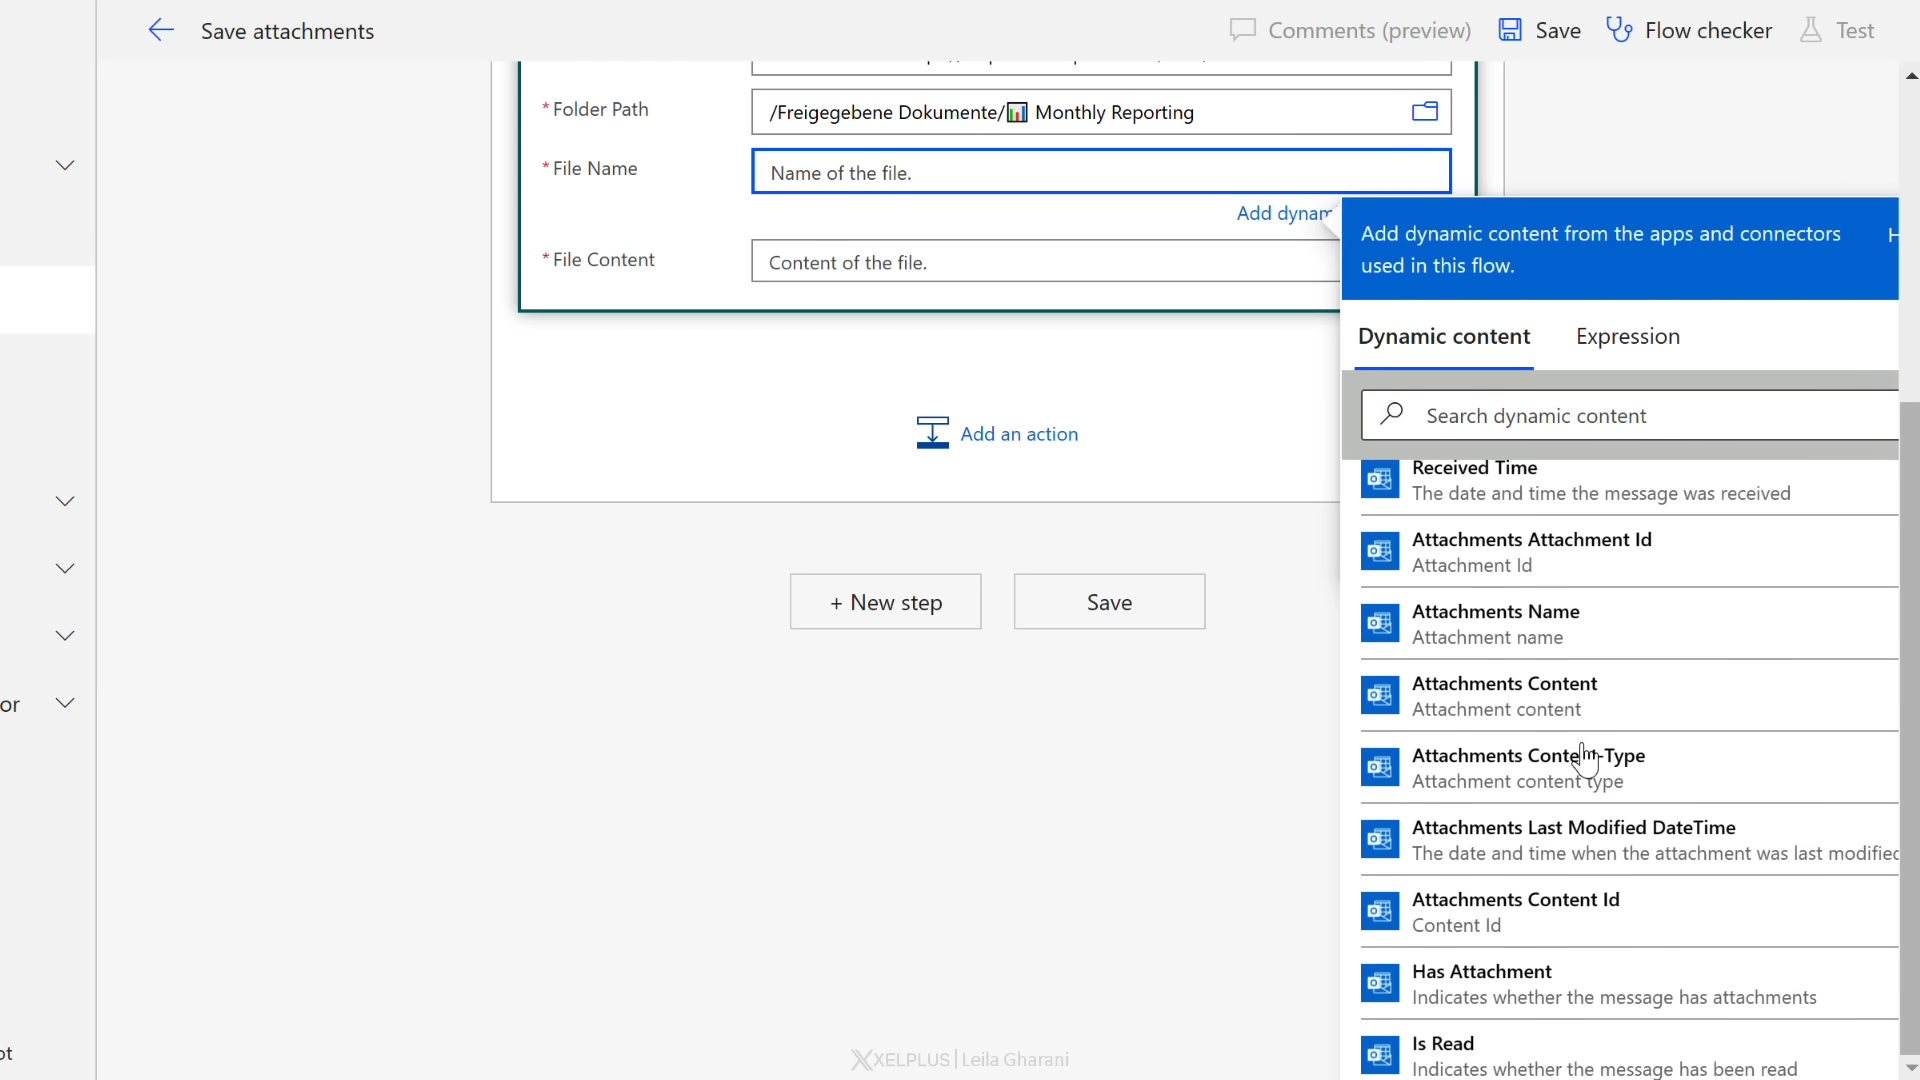 Save attachments
Comments (preview)
Save
Flow checker
Test
* Folder Path
/Freigegebene Dokumente/📊 Monthly Reporting
* File Name
Name of the file.
Add dynam
* File Content
Content of the file.
Add dynamic content from the apps and connectors
used in this flow.
H
Dynamic content
Expression
Search dynamic content
Add an action
Received Time
The date and time the message was received
Attachments Attachment Id
Attachment Id
+ New step
Save
Attachments Name
Attachment name
Attachments Content
Attachment content
or
Attachments Content-Type
Attachment content type
Attachments Last Modified DateTime
The date and time when the attachment was last modified
Attachments Content Id
Content Id
Has Attachment
Indicates whether the message has attachments
Is Read
Indicates whether the message has been read
ot
XELPLUS | Leila Gharani